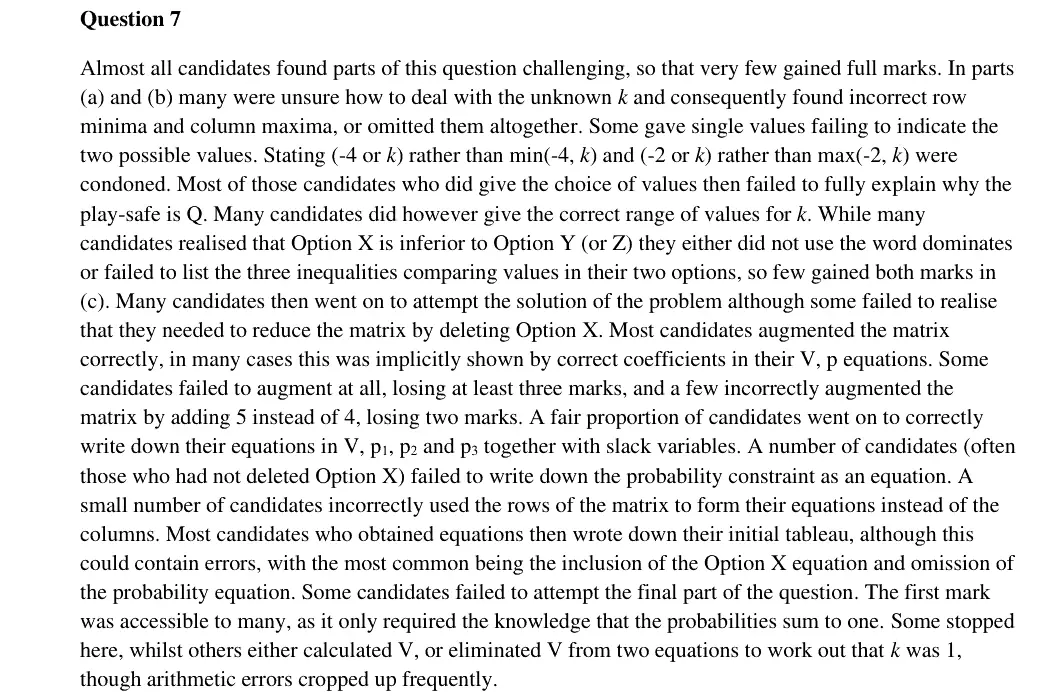 Question 7
Almost all candidates found parts of this question challenging, so that very few gained full marks. In parts
(a) and (b) many were unsure how to deal with the unknown k and consequently found incorrect row
minima and column maxima, or omitted them altogether. Some gave single values failing to indicate the
two possible values. Stating (-4 or k) rather than min(-4, k) and (-2 or k) rather than max(-2, k) were
condoned. Most of those candidates who did give the choice of values then failed to fully explain why the
play-safe is Q. Many candidates did however give the correct range of values for k. While many
candidates realised that Option X is inferior to Option Y (or Z) they either did not use the word dominates
or failed to list the three inequalities comparing values in their two options, so few gained both marks in
(c). Many candidates then went on to attempt the solution of the problem although some failed to realise
that they needed to reduce the matrix by deleting Option X. Most candidates augmented the matrix
correctly, in many cases this was implicitly shown by correct coefficients in their V, p equations. Some
candidates failed to augment at all, losing at least three marks, and a few incorrectly augmented the
matrix by adding 5 instead of 4, losing two marks. A fair proportion of candidates went on to correctly
write down their equations in V, p₁, p₂ and p₃ together with slack variables. A number of candidates (often
those who had not deleted Option X) failed to write down the probability constraint as an equation. A
small number of candidates incorrectly used the rows of the matrix to form their equations instead of the
columns. Most candidates who obtained equations then wrote down their initial tableau, although this
could contain errors, with the most common being the inclusion of the Option X equation and omission of
the probability equation. Some candidates failed to attempt the final part of the question. The first mark
was accessible to many, as it only required the knowledge that the probabilities sum to one. Some stopped
here, whilst others either calculated V, or eliminated V from two equations to work out that k was 1,
though arithmetic errors cropped up frequently.